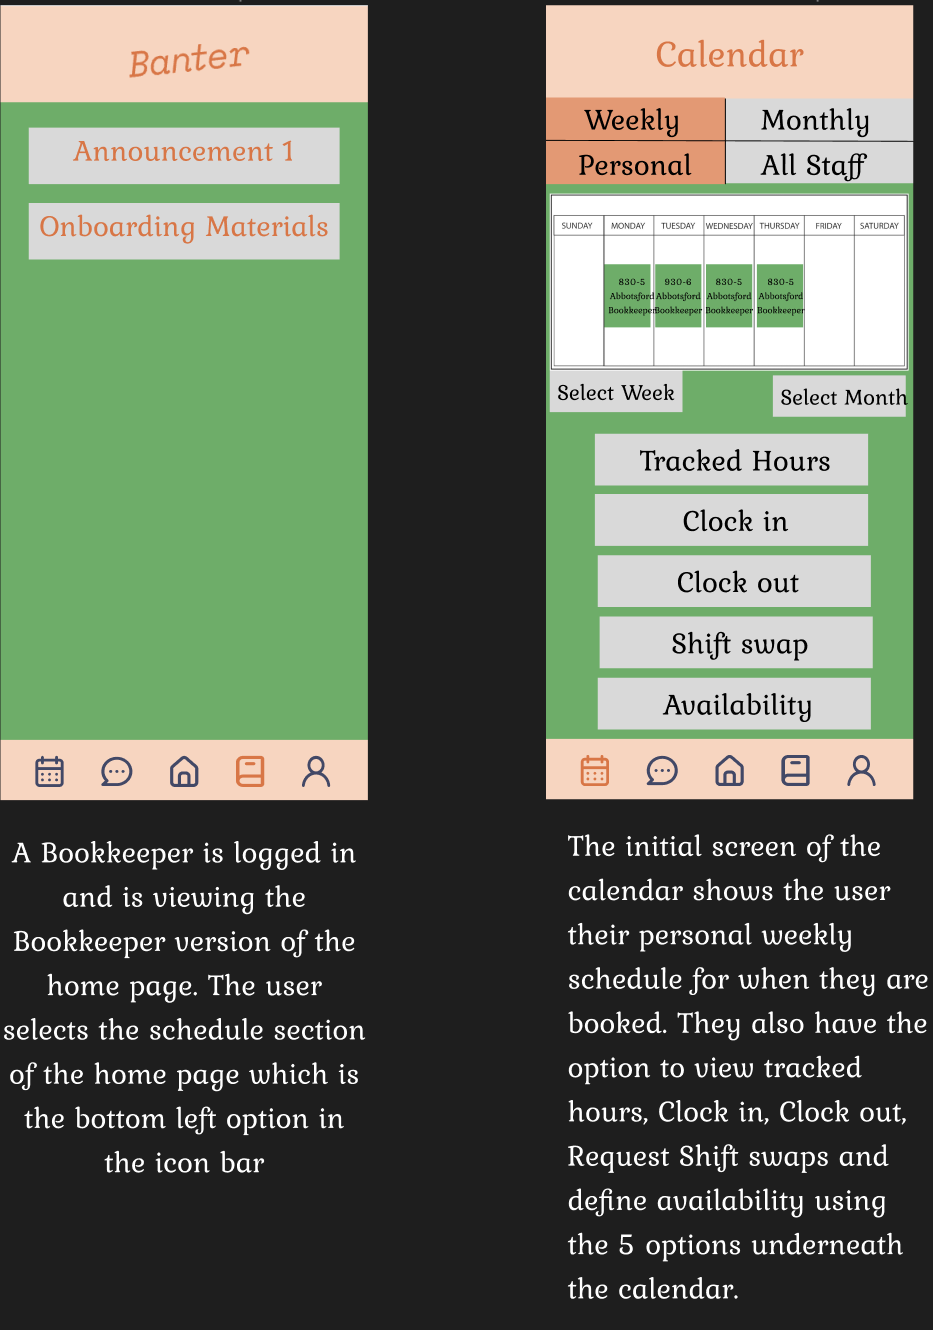 Banter
Announcement 1
Onboarding Materials
A Bookkeeper is logged in
and is viewing the
Bookkeeper version of the
home page. The user
selects the schedule section
of the home page which is
the bottom left option in
the icon bar
Calendar
Weekly Monthly
Personal All Staff
SUNDAY MONDAY TUESDAY WEDNESDAY THURSDAY FRIDAY SATURDAY
830-5 930-6 830-5 830-5
Abbotsford Abbotsford Abbotsford Abbotsford
Bookkeeper Bookkeeper Bookkeeper Bookkeeper
Select Week Select Month
Tracked Hours
Clock in
Clock out
Shift swap
Availability
The initial screen of the
calendar shows the user
their personal weekly
schedule for when they are
booked. They also have the
option to view tracked
hours, Clock in, Clock out,
Request Shift swaps and
define availability using
the 5 options underneath
the calendar.